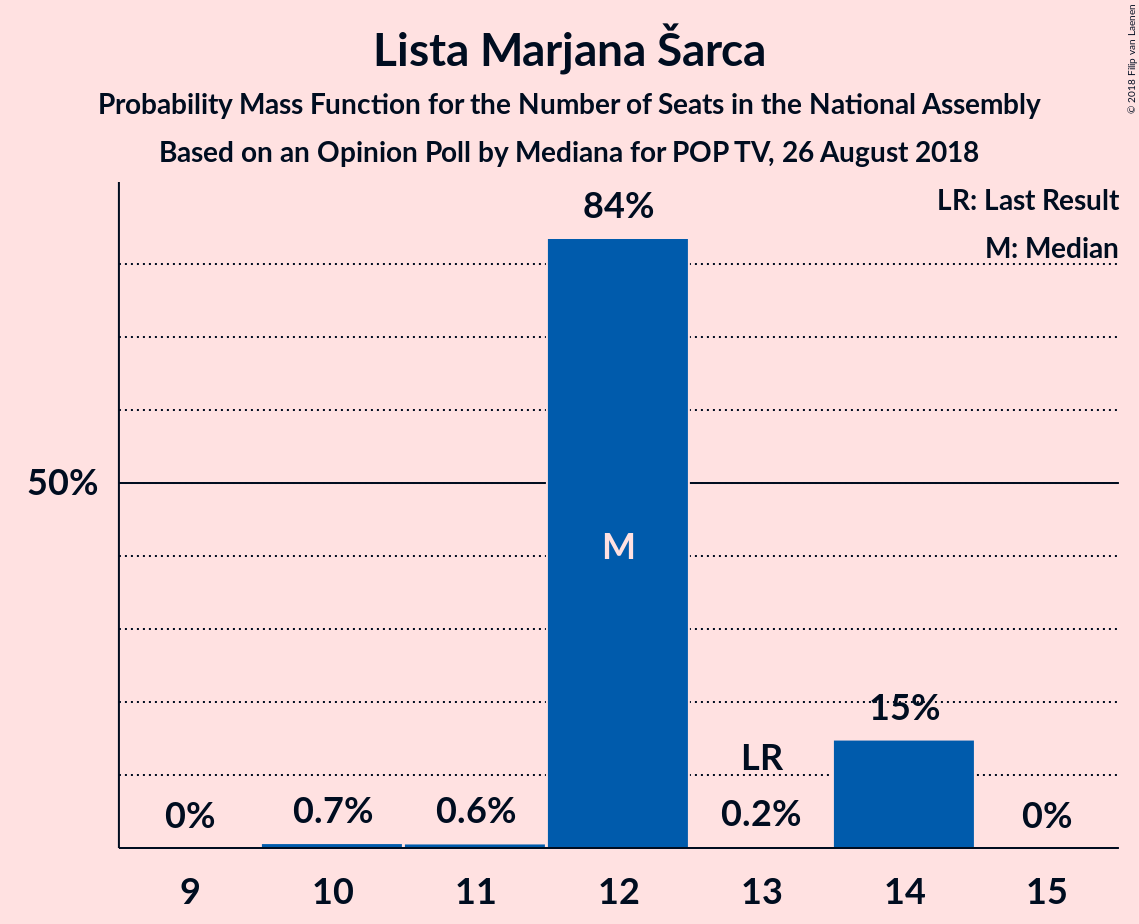 Lista Marjana Šarca
Probability Mass Function for the Number of Seats in the National Assembly
Based on an Opinion Poll by Mediana for POP TV, 26 August 2018
© 2018 Filip van Laenen
LR: Last Result
M: Median
84%
50%
M
15%
LR
0%
0.7%
0.6%
0.2%
0%
9
10
11
12
13
14
15